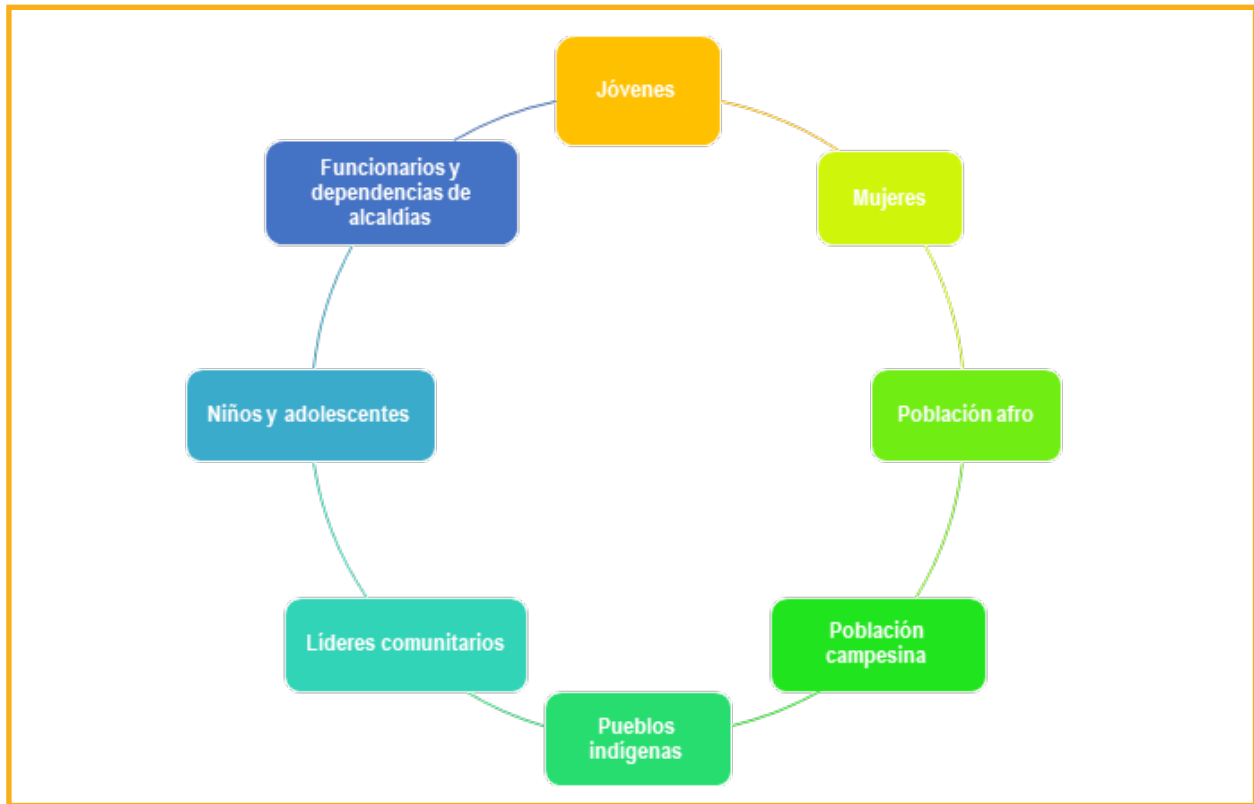 Jóvenes
Mujeres
Población afro
Población
campesina
Pueblos
indígenas
Líderes comunitarios
Niños y adolescentes
Funcionarios y
dependencias de
alcaldías